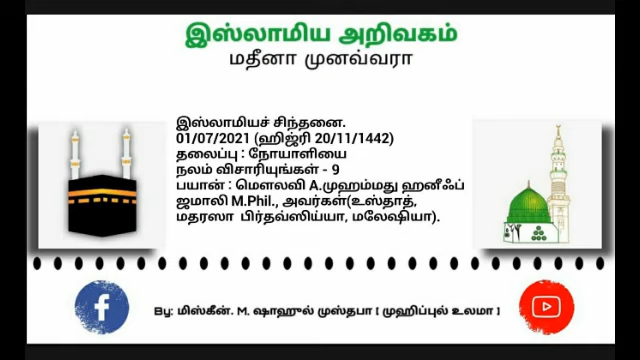 இஸ்லாமிய அறிவகம்
மதீனா முனவ்வரா
இஸ்லாமியச் சிந்தனை.
01/07/2021 (ஹிஜ்ரி 20/11/1442)
தலைப்பு : நோயாளியை
நலம் விசாரியுங்கள் - 9
பயான் : மௌலவி A.முஹம்மது ஹனீஃப்
ஜமாலி M.Phil., அவர்கள்(உஸ்தாத்,
மதரஸா பிர்தவ்ஸிய்யா, மலேஷியா).
By: மிஸ்கீன். M. ஷாஹுல் முஸ்தபா [ முஹிப்புல் உலமா ]